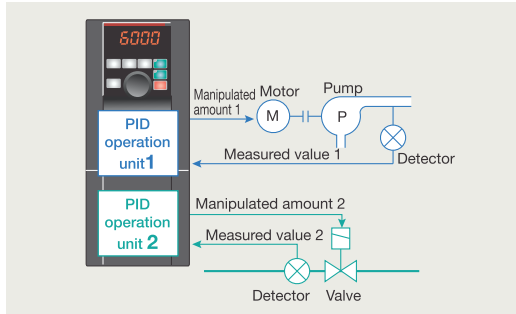 6000
Manipulated
amount 1
Motor
Pump
M
P
PID
operation
unit 1
Measured value 1
Detector
PID
operation
unit 2
Manipulated amount 2
Measured value 2
Detector
Valve